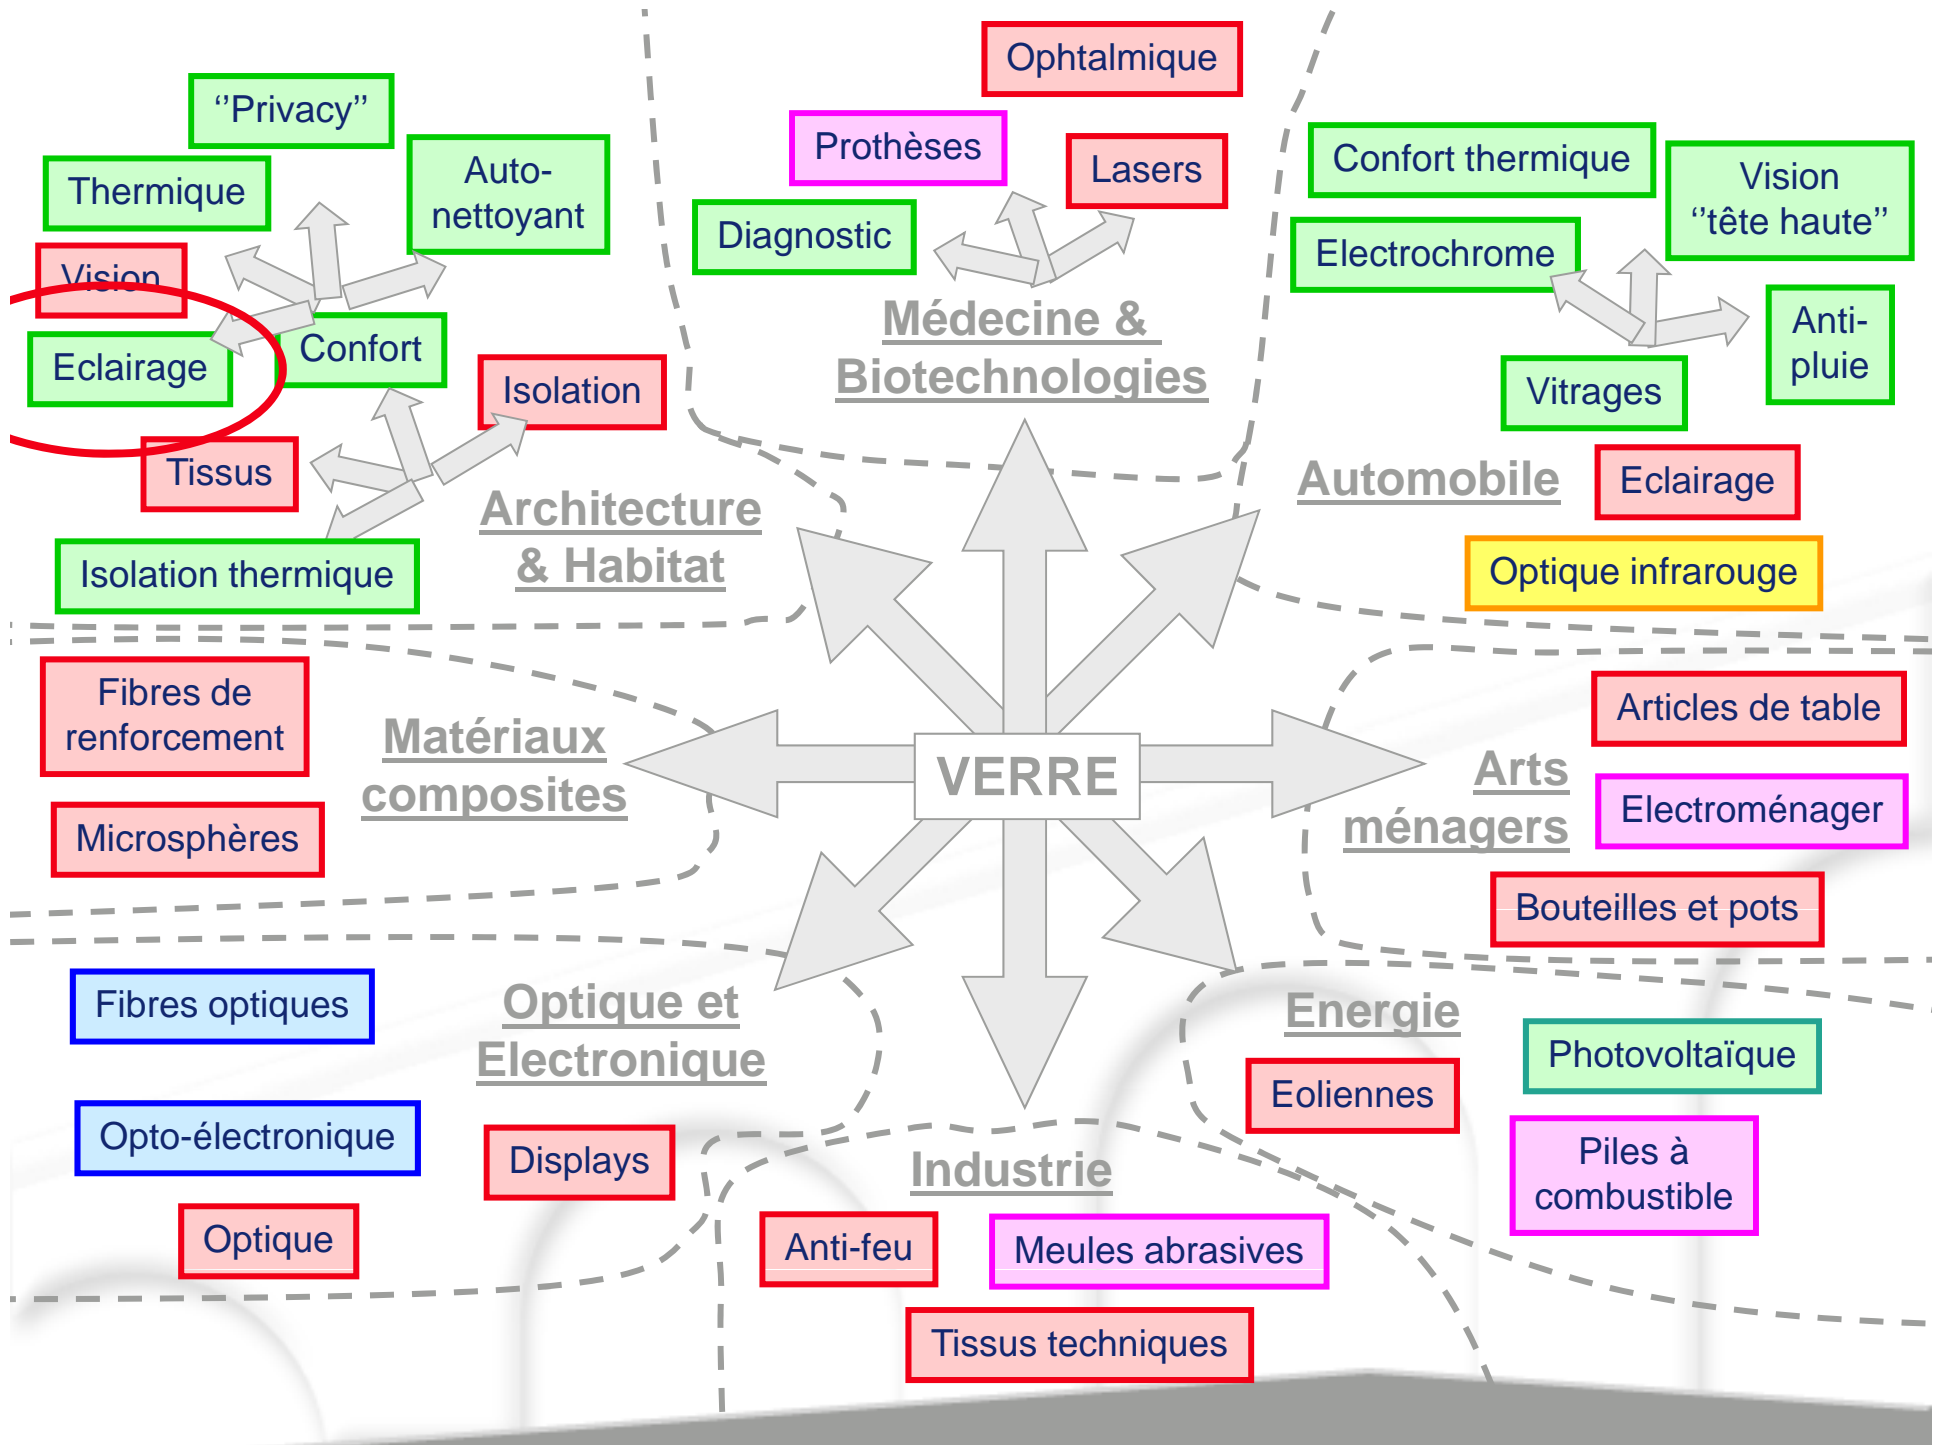 Ophtalmique
‘’Privacy’’
Prothèses
Confort thermique
Auto-
nettoyant
Lasers
Vision
‘’tête haute’’
Thermique
Diagnostic
Electrochrome
Vision
Médecine &
Biotechnologies
Anti-
pluie
Confort
Eclairage
Isolation
Vitrages
Tissus
Automobile
Eclairage
Architecture
& Habitat
Isolation thermique
Optique infrarouge
Fibres de
renforcement
Matériaux
composites
VERRE
Arts
ménagers
Articles de table
Electroménager
Microsphères
Bouteilles et pots
Fibres optiques
Optique et
Electronique
Energie
Photovoltaïque
Eoliennes
Opto-électronique
Displays
Industrie
Piles à
combustible
Optique
Anti-feu
Meules abrasives
Tissus techniques